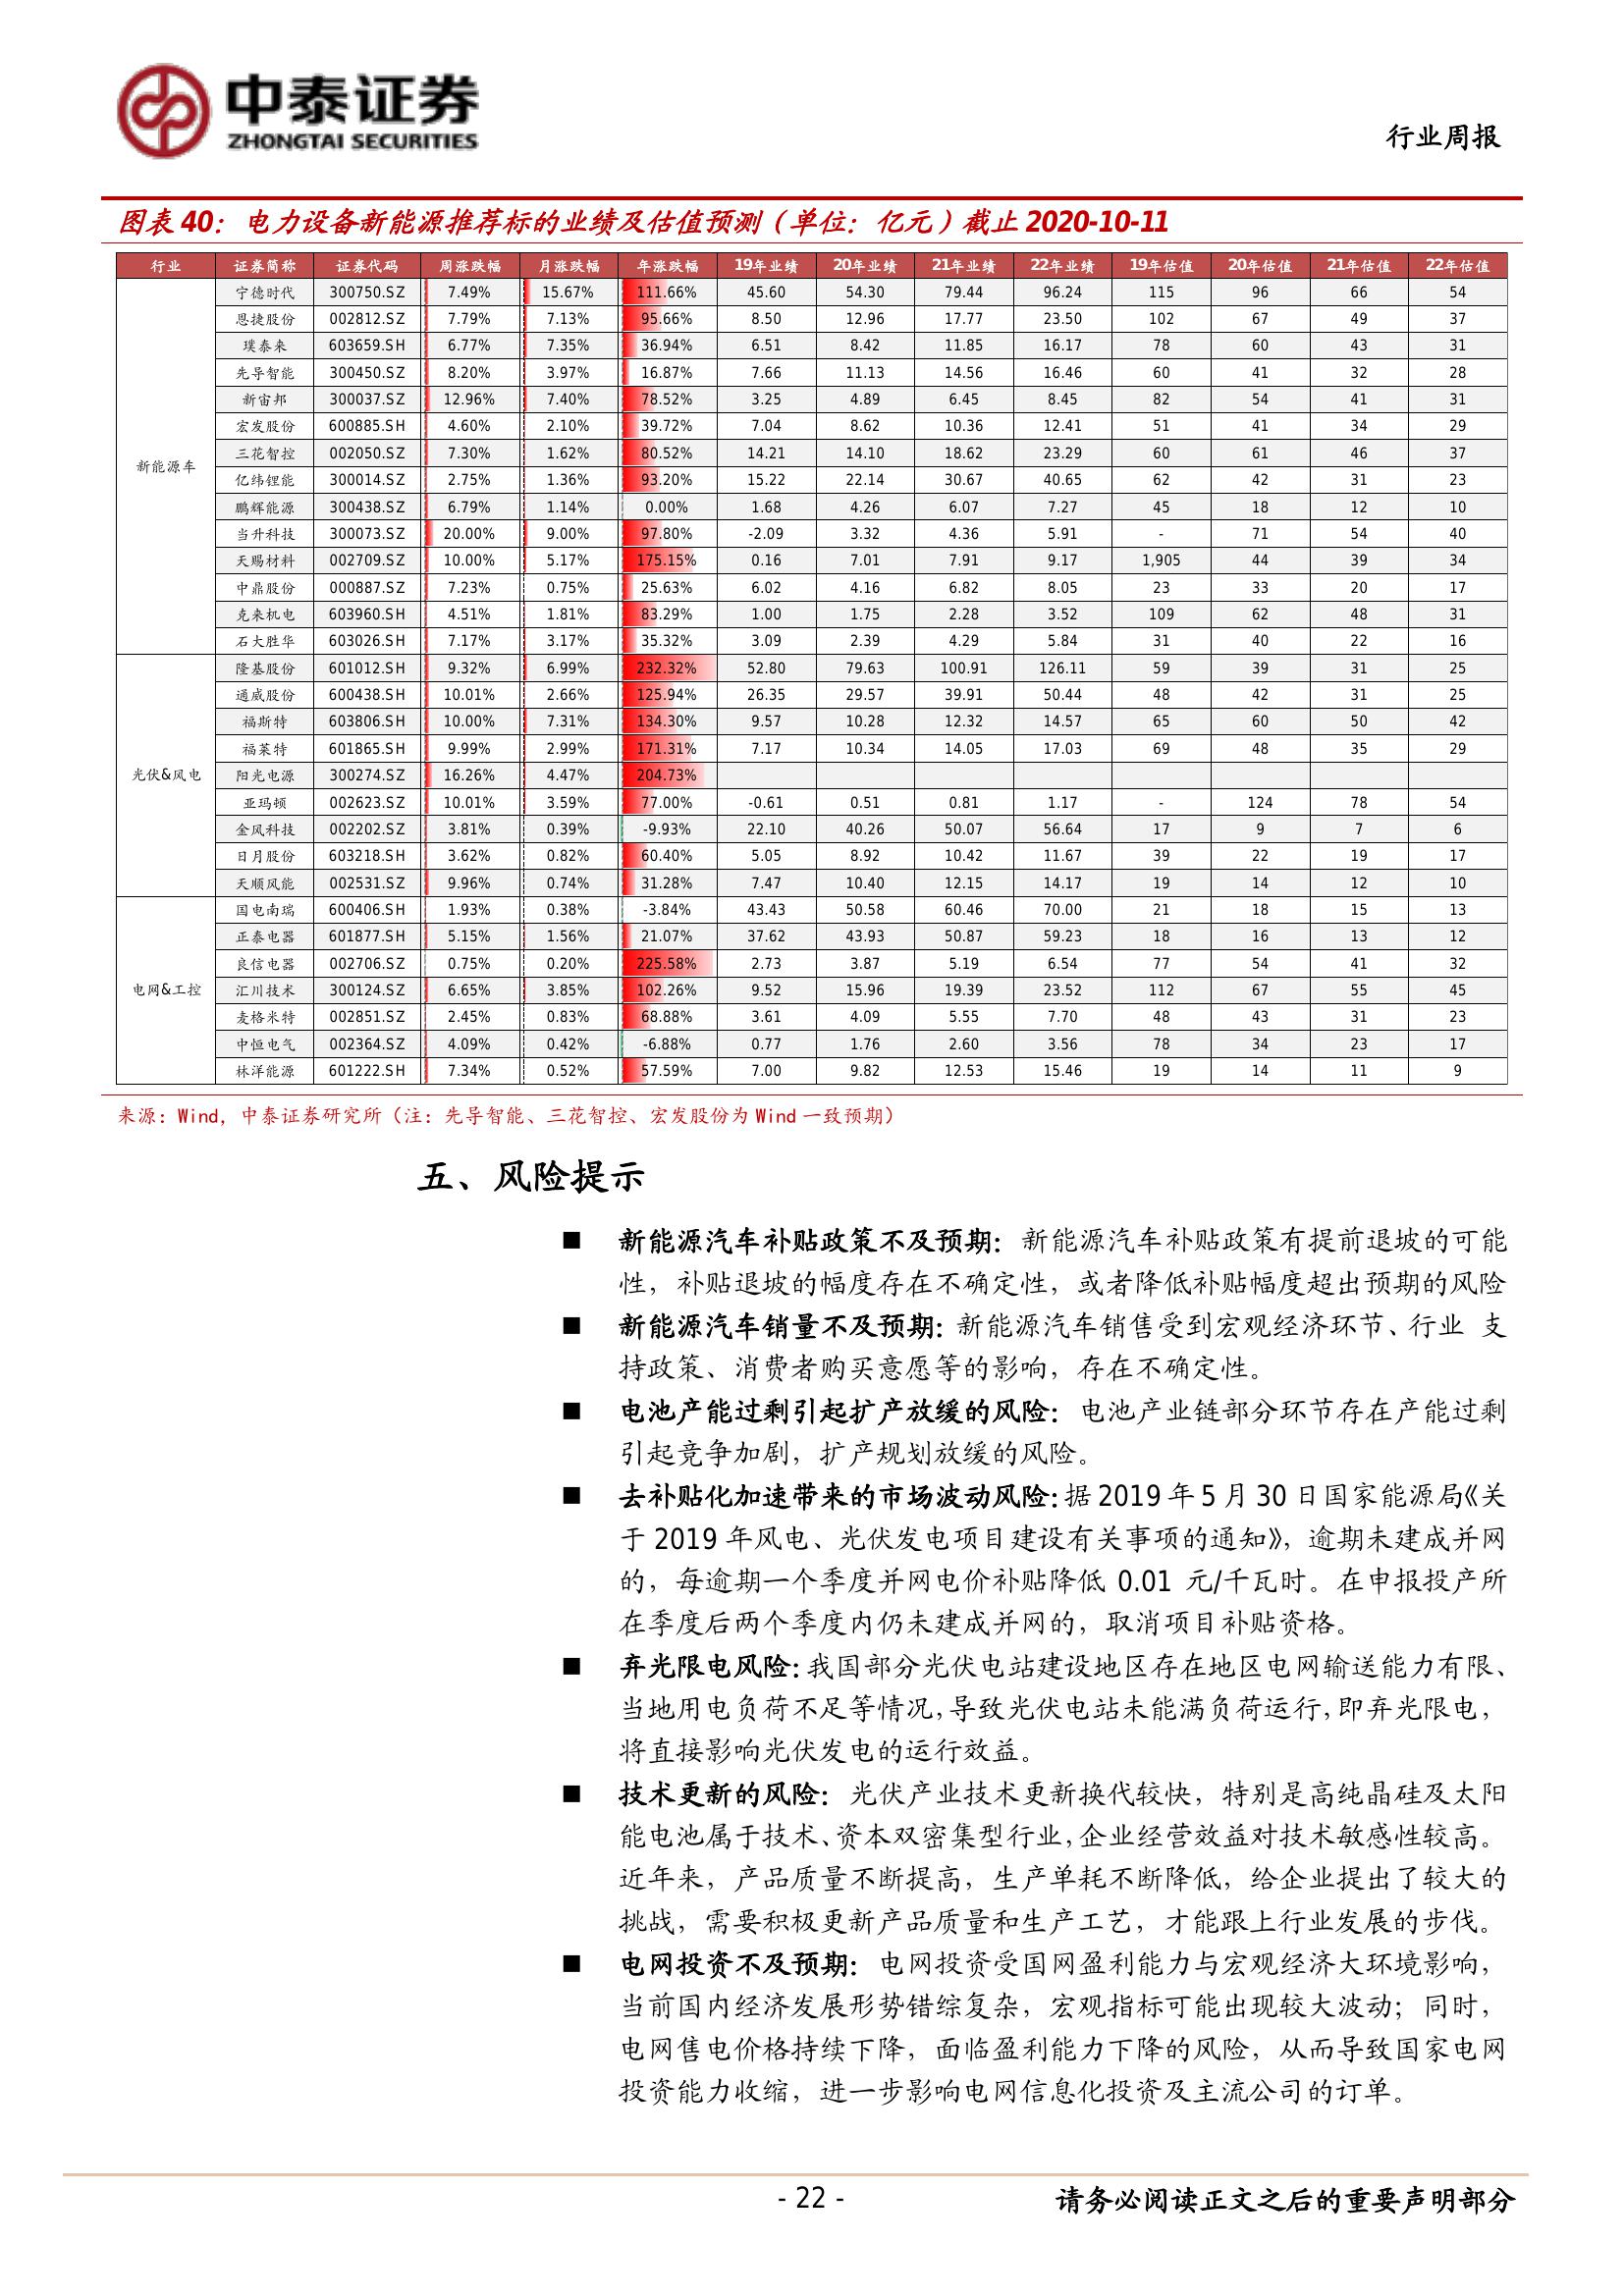 中泰证券
ZHONGTAI SECURITIES
行业周报
图表 40：电力设备新能源推荐标的业绩及估值预测（单位：亿元）截止 2020-10-11
行业 证券简称 证券代码 周涨跌幅 月涨跌幅 年涨跌幅 19年业绩 20年业绩 21年业绩 22年业绩 19年估值 20年估值 21年估值 22年估值
新能源车
宁德时代 300750.SZ 7.49% 15.67% 111.66% 45.60 54.30 79.44 96.24 115 96 66 54
恩捷股份 002812.SZ 7.79% 7.13% 95.66% 8.50 12.96 17.77 23.50 102 67 49 37
璞泰来 603659.SH 6.77% 7.35% 36.94% 6.51 8.42 11.85 16.17 78 60 43 31
先导智能 300450.SZ 8.20% 3.97% 16.87% 7.66 11.13 14.56 16.46 60 41 32 28
新宙邦 300037.SZ 12.96% 7.40% 78.52% 3.25 4.89 6.45 8.45 82 54 41 31
宏发股份 600885.SH 4.60% 2.10% 39.72% 7.04 8.62 10.36 12.41 51 41 34 29
三花智控 002050.SZ 7.30% 1.62% 80.52% 14.21 14.10 18.62 23.29 60 61 46 37
亿纬锂能 300014.SZ 2.75% 1.36% 93.20% 15.22 22.14 30.67 40.65 62 42 31 23
鹏辉能源 300438.SZ 6.79% 1.14% 0.00% 1.68 4.26 6.07 7.27 45 18 12 10
当升科技 300073.SZ 20.00% 9.00% 97.80% -2.09 3.32 4.36 5.91 - 71 54 40
天赐材料 002709.SZ 10.00% 5.17% 175.15% 0.16 7.01 7.91 9.17 1,905 44 39 34
中鼎股份 000887.SZ 7.23% 0.75% 25.63% 6.02 4.16 6.82 8.05 23 33 20 17
克来机电 603960.SH 4.51% 1.81% 83.29% 1.00 1.75 2.28 3.52 109 62 48 31
石大胜华 603026.SH 7.17% 3.17% 35.32% 3.09 2.39 4.29 5.84 31 40 22 16
光伏&风电
隆基股份 601012.SH 9.32% 6.99% 232.32% 52.80 79.63 100.91 126.11 59 39 31 25
通威股份 600438.SH 10.01% 2.66% 125.94% 26.35 29.57 39.91 50.44 48 42 31 25
福斯特 603806.SH 10.00% 7.31% 134.30% 9.57 10.28 12.32 14.57 65 60 50 42
福莱特 601865.SH 9.99% 2.99% 171.31% 7.17 10.34 14.05 17.03 69 48 35 29
阳光电源 300274.SZ 16.26% 4.47% 204.73%
亚玛顿 002623.SZ 10.01% 3.59% 77.00% -0.61 0.51 0.81 1.17 - 124 78 54
金风科技 002202.SZ 3.81% 0.39% -9.93% 22.10 40.26 50.07 56.64 17 9 7 6
日月股份 603218.SH 3.62% 0.82% 60.40% 5.05 8.92 10.42 11.67 39 22 19 17
天顺风能 002531.SZ 9.96% 0.74% 31.28% 7.47 10.40 12.15 14.17 19 14 12 10
电网&工控
国电南瑞 600406.SH 1.93% 0.38% -3.84% 43.43 50.58 60.46 70.00 21 18 15 13
正泰电器 601877.SH 5.15% 1.56% 21.07% 37.62 43.93 50.87 59.23 18 16 13 12
良信电器 002706.SZ 0.75% 0.20% 225.58% 2.73 3.87 5.19 6.54 77 54 41 32
汇川技术 300124.SZ 6.65% 3.85% 102.26% 9.52 15.96 19.39 23.52 112 67 55 45
麦格米特 002851.SZ 2.45% 0.83% 68.88% 3.61 4.09 5.55 7.70 48 43 31 23
中恒电气 002364.SZ 4.09% 0.42% -6.88% 0.77 1.76 2.60 3.56 78 34 23 17
林洋能源 601222.SH 7.34% 0.52% 57.59% 7.00 9.82 12.53 15.46 19 14 11 9
来源：Wind，中泰证券研究所（注：先导智能、三花智控、宏发股份为 Wind 一致预期）
五、风险提示
■ 新能源汽车补贴政策不及预期：新能源汽车补贴政策有提前退坡的可能
性，补贴退坡的幅度存在不确定性，或者降低补贴幅度超出预期的风险
■ 新能源汽车销量不及预期：新能源汽车销售受到宏观经济环节、行业 支
持政策、消费者购买意愿等的影响，存在不确定性。
■ 电池产能过剩引起扩产放缓的风险：电池产业链部分环节存在产能过剩
引起竞争加剧，扩产规划放缓的风险。
■ 去补贴化加速带来的市场波动风险：据 2019 年 5 月 30 日国家能源局《关
于 2019 年风电、光伏发电项目建设有关事项的通知》，逾期未建成并网
的，每逾期一个季度并网电价补贴降低 0.01 元/千瓦时。在申报投产所
在季度后两个季度内仍未建成并网的，取消项目补贴资格。
■ 弃光限电风险：我国部分光伏电站建设地区存在地区电网输送能力有限、
当地用电负荷不足等情况，导致光伏电站未能满负荷运行，即弃光限电，
将直接影响光伏发电的运行效益。
■ 技术更新的风险：光伏产业技术更新换代较快，特别是高纯晶硅及太阳
能电池属于技术、资本双密集型行业，企业经营效益对技术敏感性较高。
近年来，产品质量不断提高，生产单耗不断降低，给企业提出了较大的
挑战，需要积极更新产品质量和生产工艺，才能跟上行业发展的步伐。
■ 电网投资不及预期：电网投资受国网盈利能力与宏观经济大环境影响，
当前国内经济发展形势错综复杂，宏观指标可能出现较大波动；同时，
电网售电价格持续下降，面临盈利能力下降的风险，从而导致国家电网
投资能力收缩，进一步影响电网信息化投资及主流公司的订单。
- 22 -
请务必阅读正文之后的重要声明部分